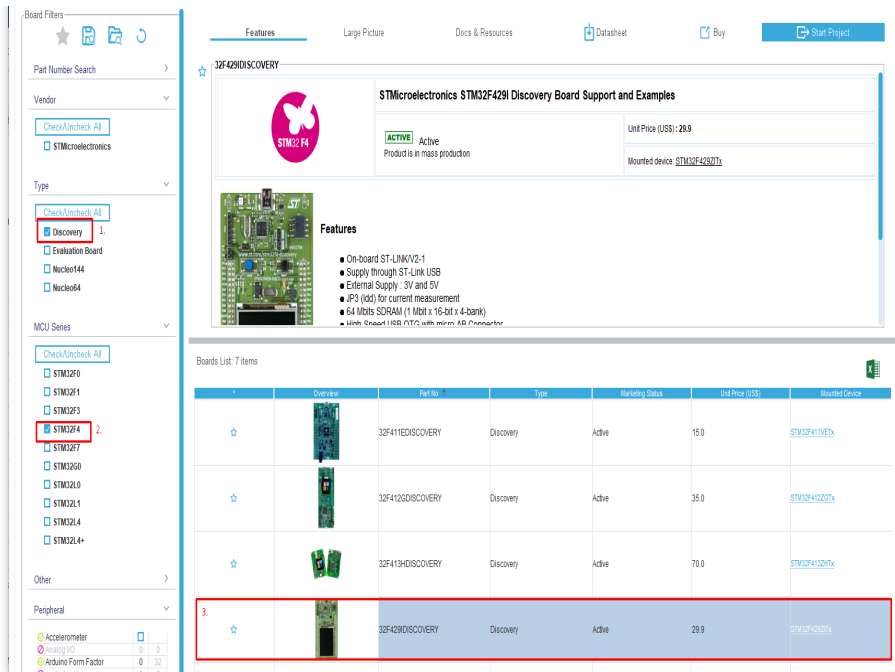 Board Filters
Part Number Search
Vendor
Check/Uncheck All
STMicroelectronics
Type
Check/Uncheck All
Discovery
1.
Evaluation Board
Nucleo144
Nucleo64
MCU Series
Check/Uncheck All
STM32F0
STM32F1
STM32F3
STM32F4
2.
STM32F7
STM32G0
STM32L0
STM32L1
STM32L4
STM32L4+
Other
Peripheral
Accelerometer
Analog I/O 0 0
Arduino Form Factor 0 32
Features Large Picture Docs & Resources Datasheet Buy Start Project
32F429IDISCOVERY
STM32 F4
STMicroelectronics STM32F429I Discovery Board Support and Examples
ACTIVE Active
Product is in mass production
Unit Price (US$) : 29.9
Mounted device: STM32F429ZITx
Features
On-board ST-LINK/V2-1
Supply through ST-Link USB
External Supply : 3V and 5V
JP3 (Idd) for current measurement
64 Mbits SDRAM (1 Mbit x 16-bit x 4-bank)
High Speed USB OTG with micro AB Connector
Boards List: 7 items
* Overview Part No Type Marketing Status Unit Price (US$) Mounted Device
32F411EDISCOVERY Discovery Active 15.0 STM32F411VETx
32F412GDISCOVERY Discovery Active 35.0 STM32F412ZGTx
32F413HDISCOVERY Discovery Active 70.0 STM32F413ZHTx
3.
32F429IDISCOVERY Discovery Active 29.9 STM32F429ZITx